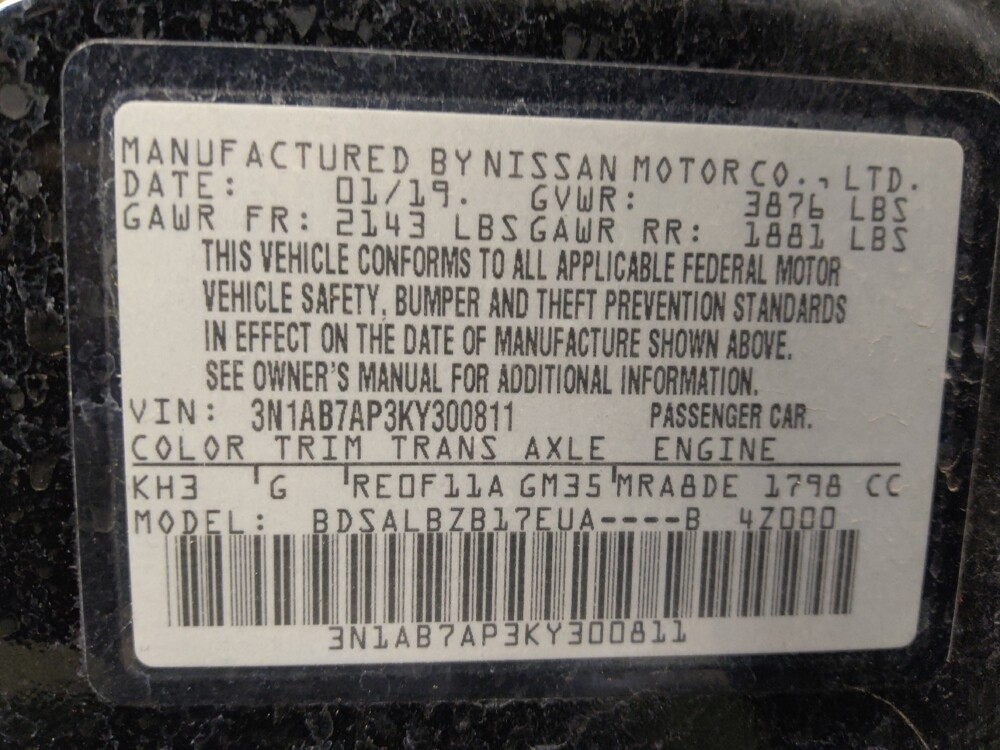 MANUFACTURED BY NISSAN MOTOR CO., LTD.
DATE: 01/19. GVWR: 3876 LBS
GAWR FR: 2143 LBS GAWR RR: 1881 LBS
THIS VEHICLE CONFORMS TO ALL APPLICABLE FEDERAL MOTOR
VEHICLE SAFETY, BUMPER AND THEFT PREVENTION STANDARDS
IN EFFECT ON THE DATE OF MANUFACTURE SHOWN ABOVE.
SEE OWNER'S MANUAL FOR ADDITIONAL INFORMATION.
VIN: 3N1AB7AP3KY300811 PASSENGER CAR.
COLOR TRIM TRANS AXLE ENGINE
KH3 G RE0F11A GM35 MRA8DE 1798 CC
MODEL: BDSALBZB17EUA----B 4Z000
3N1AB7AP3KY300811